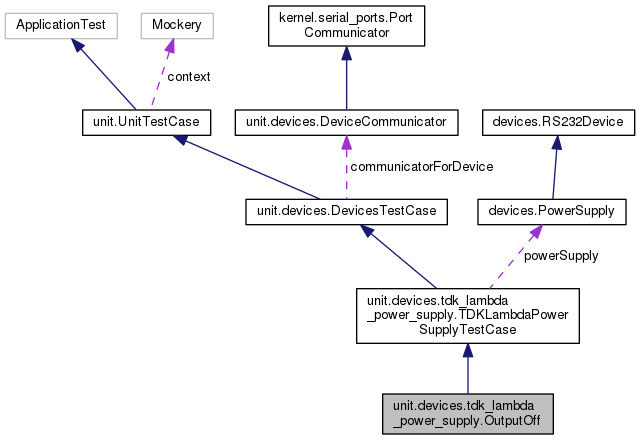 ApplicationTest
Mockery
kernel.serial_ports.Port
Communicator
context
unit.UnitTestCase
unit.devices.DeviceCommunicator
devices.RS232Device
communicatorForDevice
unit.devices.DevicesTestCase
devices.PowerSupply
powerSupply
unit.devices.tdk_lambda
_power_supply.TDKLambdaPower
SupplyTestCase
unit.devices.tdk_lambda
_power_supply.OutputOff